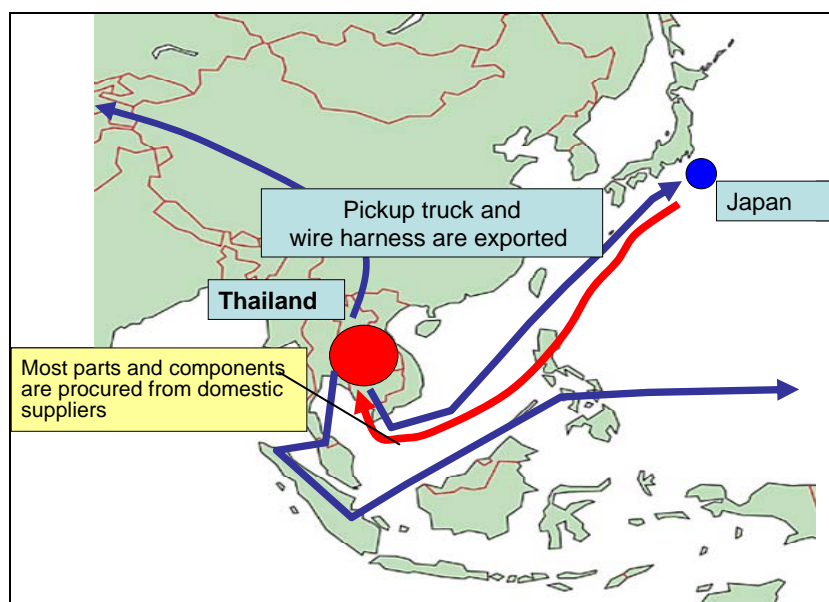 Pickup truck and
wire harness are exported
Japan
Thailand
Most parts and components
are procured from domestic
suppliers